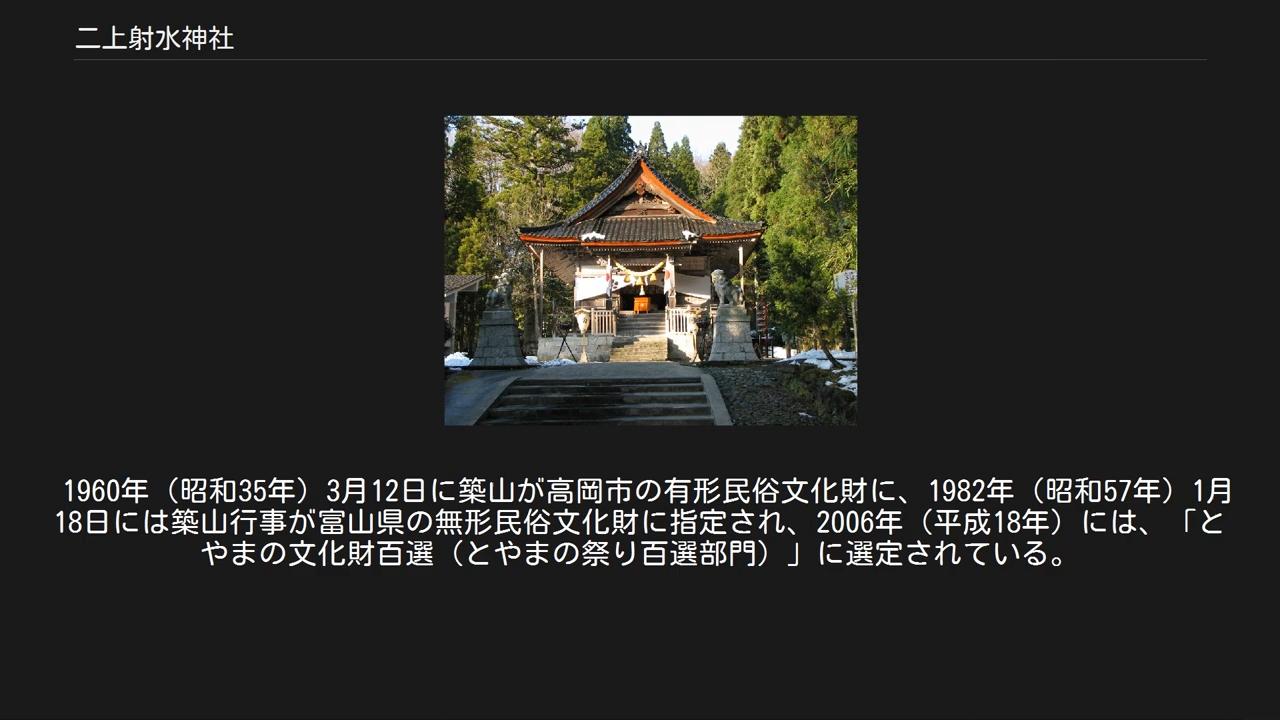 二上射水神社
1960年（昭和35年）3月12日に築山が高岡市の有形民俗文化財に、1982年（昭和57年）1月
18日には築山行事が富山県の無形民俗文化財に指定され、2006年（平成18年）には、「と
やまの文化財百選（とやまの祭り百選部門）」に選定されている。